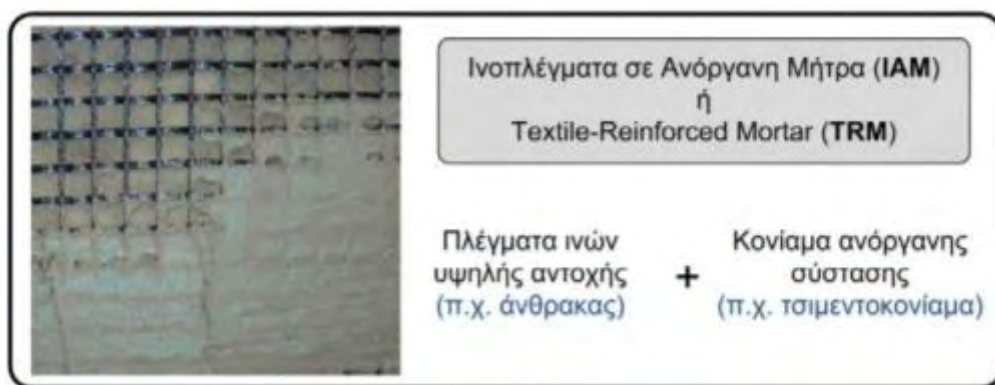 Ινοπλέγματα σε Ανόργανη Μήτρα (ΙΑΜ)
ή
Textile-Reinforced Mortar (TRM)
Πλέγματα ινών
υψηλής αντοχής
(π.χ. άνθρακας)
+
Κονίαμα ανόργανης
σύστασης
(π.χ. τσιμεντοκονίαμα)